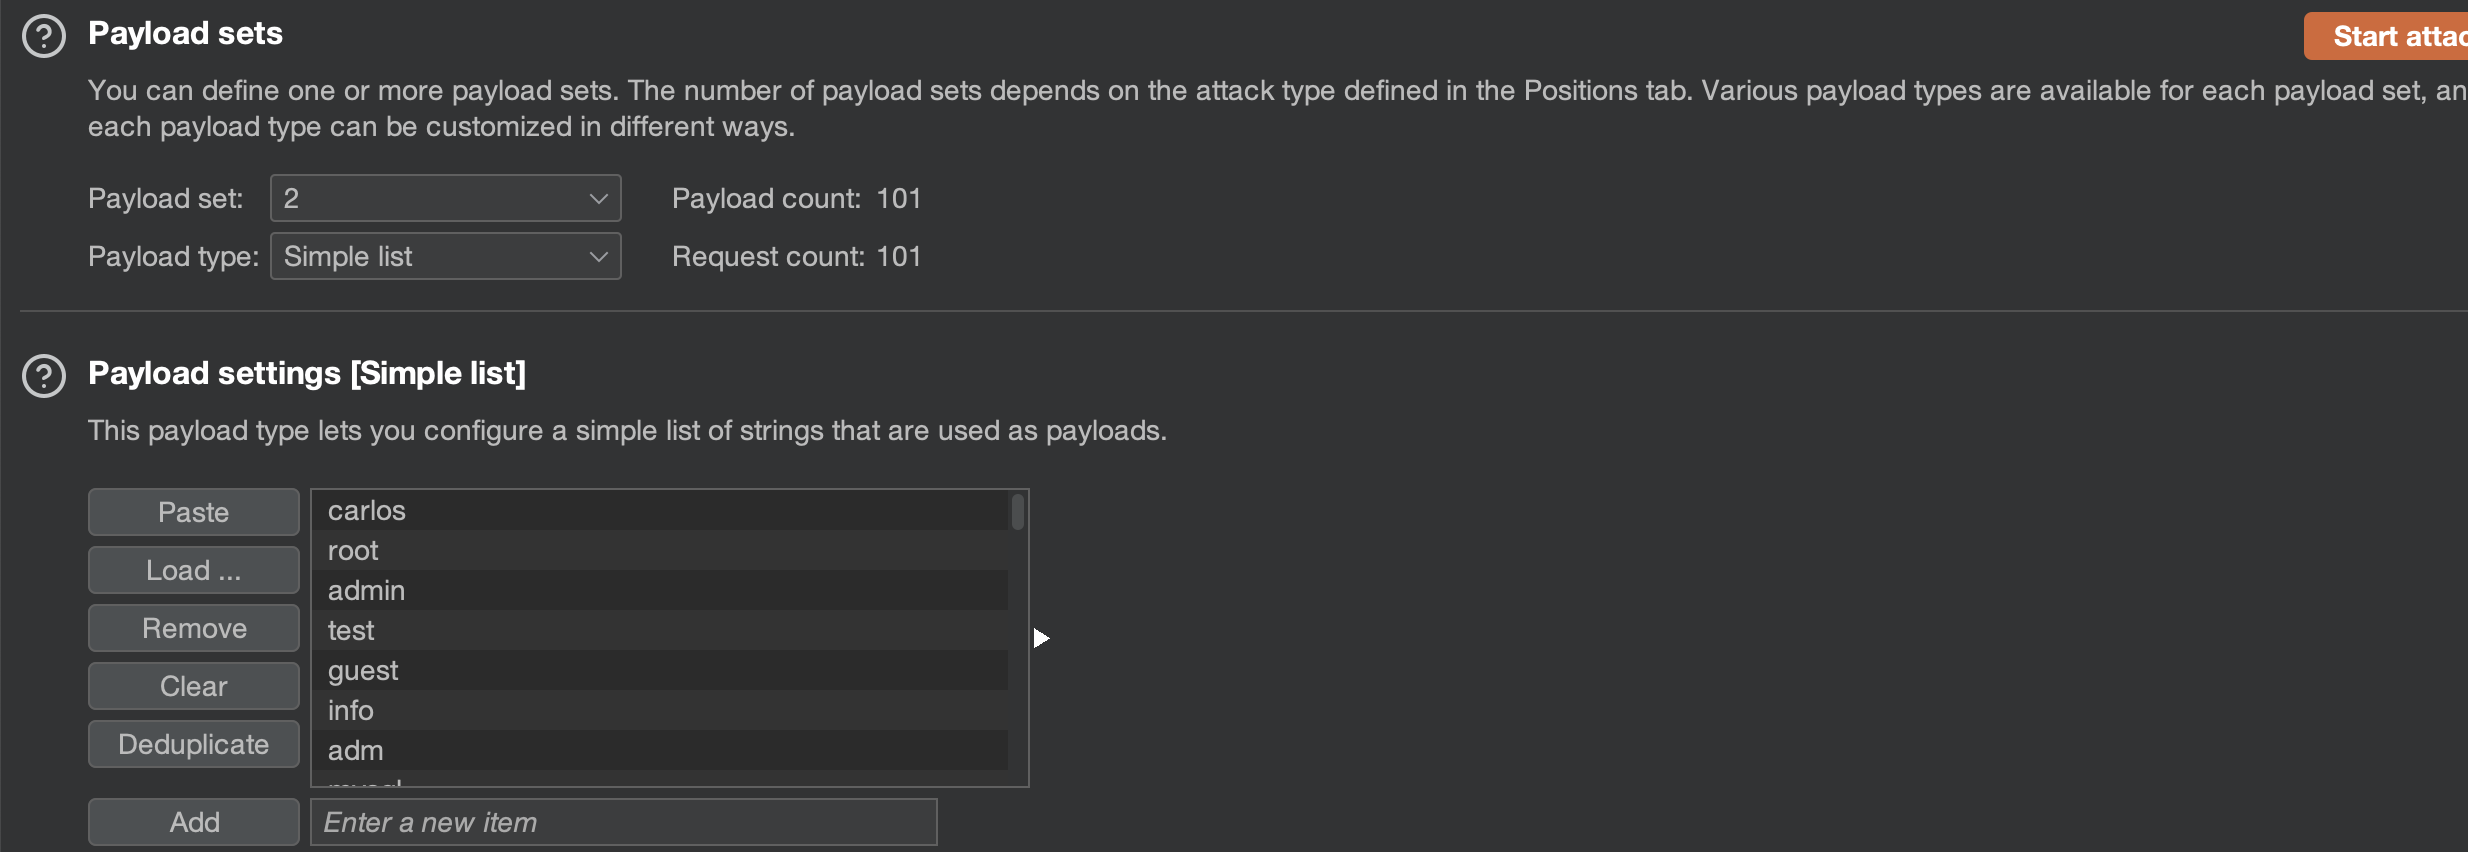 Payload sets
Start attac
You can define one or more payload sets. The number of payload sets depends on the attack type defined in the Positions tab. Various payload types are available for each payload set, an
each payload type can be customized in different ways.
Payload set: 2 Payload count: 101
Payload type: Simple list Request count: 101
Payload settings [Simple list]
This payload type lets you configure a simple list of strings that are used as payloads.
Paste
Load ...
Remove
Clear
Deduplicate
carlos
root
admin
test
guest
info
adm
Add
Enter a new item